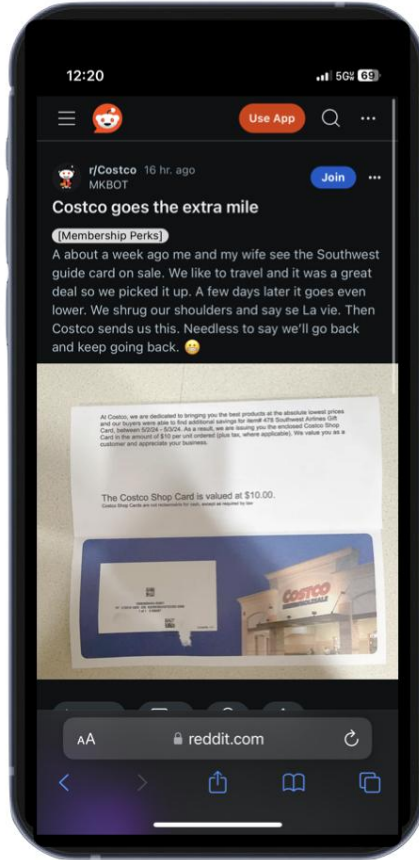 12:20
5G 69
Use App
r/Costco 16 hr. ago
MKBOT
Join
Costco goes the extra mile
[Membership Perks]
A about a week ago me and my wife see the Southwest
guide card on sale. We like to travel and it was a great
deal so we picked it up. A few days later it goes even
lower. We shrug our shoulders and say se La vie. Then
Costco sends us this. Needless to say we’ll go back
and keep going back.
At Costco, we are dedicated to bringing you the best products at the absolute lowest prices
and our buyers were able to find additional savings for item# 478 Southwest Airlines Gift
Card, between 5/2/24 - 5/3/24. As a result, we are issuing you the enclosed Costco Shop
Card in the amount of $10 per unit ordered (plus tax, where applicable). We value you as a
customer and appreciate your business.
The Costco Shop Card is valued at $10.00.
Costco Shop Cards are not redeemable for cash, except as required by law
COSTCO
WHOLESALE
AA reddit.com